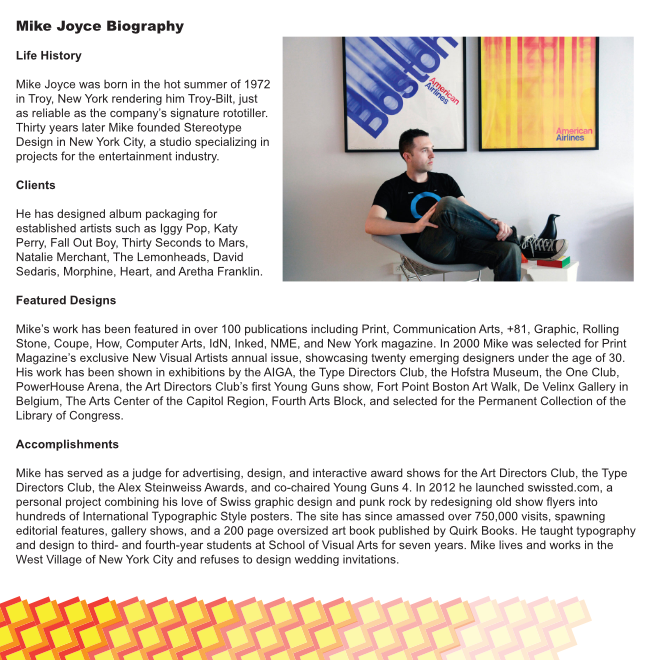 Mike Joyce Biography
Life History
Mike Joyce was born in the hot summer of 1972
in Troy, New York rendering him Troy-Bilt, just
as reliable as the company's signature rototiller.
Thirty years later Mike founded Stereotype
Design in New York City, a studio specializing in
projects for the entertainment industry.
Clients
He has designed album packaging for
established artists such as Iggy Pop, Katy
Perry, Fall Out Boy, Thirty Seconds to Mars,
Natalie Merchant, The Lemonheads, David
Sedaris, Morphine, Heart, and Aretha Franklin.
Boston
American
Airlines
American
Airlines
Featured Designs
Mike's work has been featured in over 100 publications including Print, Communication Arts, +81, Graphic, Rolling
Stone, Coupe, How, Computer Arts, IdN, Inked, NME, and New York magazine. In 2000 Mike was selected for Print
Magazine's exclusive New Visual Artists annual issue, showcasing twenty emerging designers under the age of 30.
His work has been shown in exhibitions by the AIGA, the Type Directors Club, the Hofstra Museum, the One Club,
PowerHouse Arena, the Art Directors Club's first Young Guns show, Fort Point Boston Art Walk, De Velinx Gallery in
Belgium, The Arts Center of the Capitol Region, Fourth Arts Block, and selected for the Permanent Collection of the
Library of Congress.
Accomplishments
Mike has served as a judge for advertising, design, and interactive award shows for the Art Directors Club, the Type
Directors Club, the Alex Steinweiss Awards, and co-chaired Young Guns 4. In 2012 he launched swissted.com, a
personal project combining his love of Swiss graphic design and punk rock by redesigning old show flyers into
hundreds of International Typographic Style posters. The site has since amassed over 750,000 visits, spawning
editorial features, gallery shows, and a 200 page oversized art book published by Quirk Books. He taught typography
and design to third- and fourth-year students at School of Visual Arts for seven years. Mike lives and works in the
West Village of New York City and refuses to design wedding invitations.